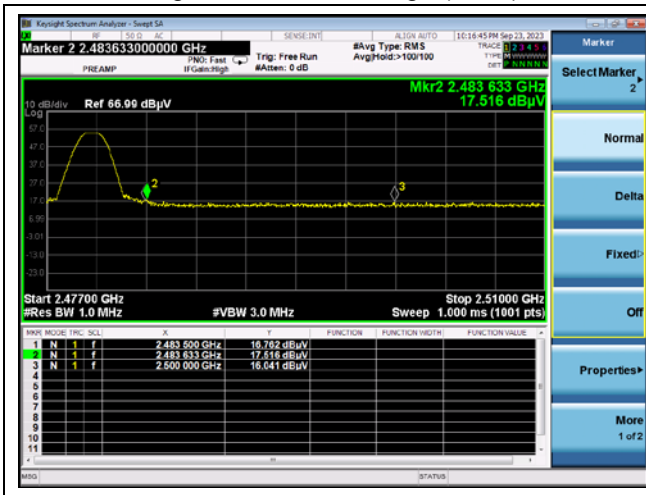 Keysight Spectrum Analyzer - Swept SA
RF 50 Ω AC SENSE:INT ALIGN AUTO 10:16:45 PM Sep 23, 2023
Marker 2 2.483633000000 GHz
#Avg Type: RMS
TRACE 1 2 3 4 5 6
PNO: Fast Trig: Free Run Avg|Hold:>100/100
TYPE M
PREAMP IFGain:High #Atten: 0 dB
DET P N N N N N
Mkr2 2.483 633 GHz
10 dB/div Ref 66.99 dBµV 17.516 dBµV
Log
57.0
47.0
37.0
27.0
17.0
6.99
-3.01
-13.0
-23.0
2
3
Start 2.47700 GHz Stop 2.51000 GHz
#Res BW 1.0 MHz #VBW 3.0 MHz Sweep 1.000 ms (1001 pts)
MKR MODE TRC SCL X Y FUNCTION FUNCTION WIDTH FUNCTION VALUE
1 N 1 f 2.483 500 GHz 16.762 dBµV
2 N 1 f 2.483 633 GHz 17.516 dBµV
3 N 1 f 2.500 000 GHz 16.041 dBµV
4
5
6
7
8
9
10
11
MSG STATUS
Marker
Select Marker
2
Normal
Delta
Fixed
Off
Properties
More
1 of 2